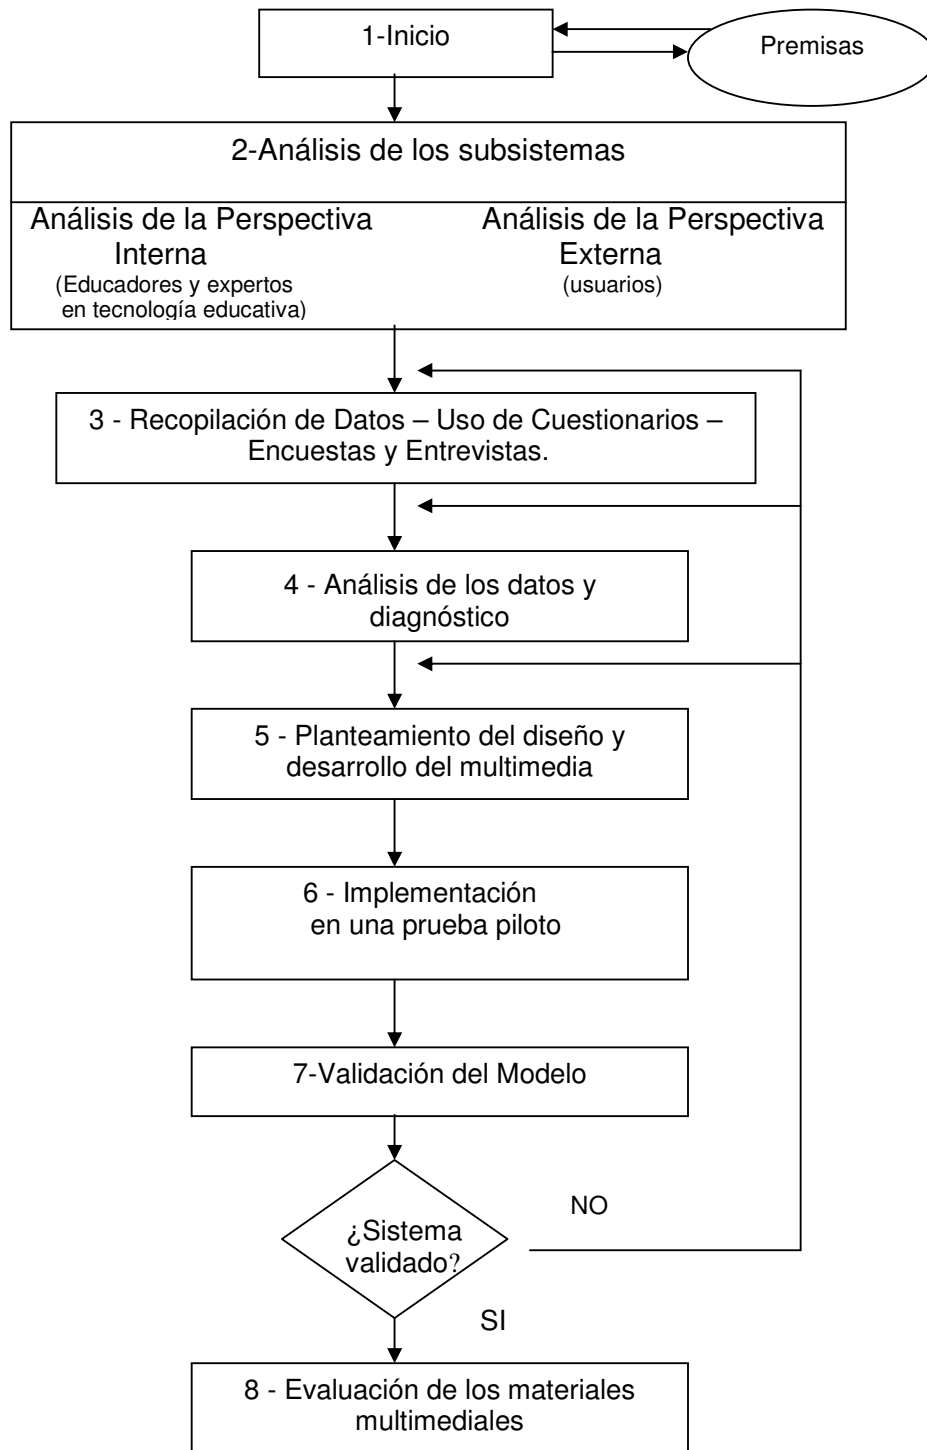 1-Inicio
Premisas
2-Análisis de los subsistemas
Análisis de la Perspectiva
Interna
(Educadores y expertos
en tecnología educativa)
Análisis de la Perspectiva
Externa
(usuarios)
3 - Recopilación de Datos – Uso de Cuestionarios –
Encuestas y Entrevistas.
4 - Análisis de los datos y
diagnóstico
5 - Planteamiento del diseño y
desarrollo del multimedia
6 - Implementación
en una prueba piloto
7-Validación del Modelo
¿Sistema
validado?
NO
SI
8 - Evaluación de los materiales
multimediales